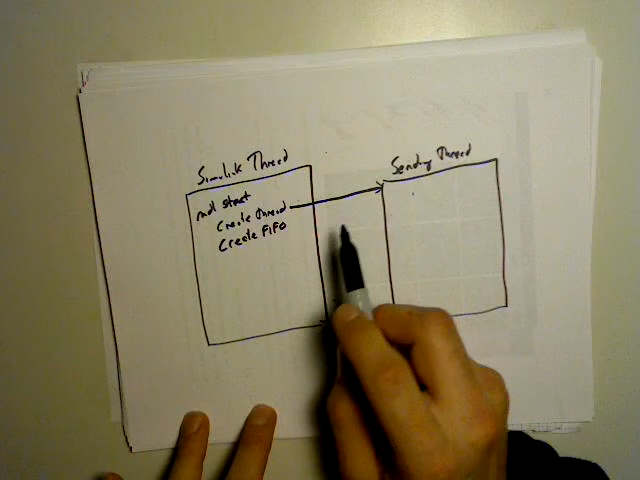 Simulink Thread
Sending Thread
mdl start
Create Thread
Create FIFO